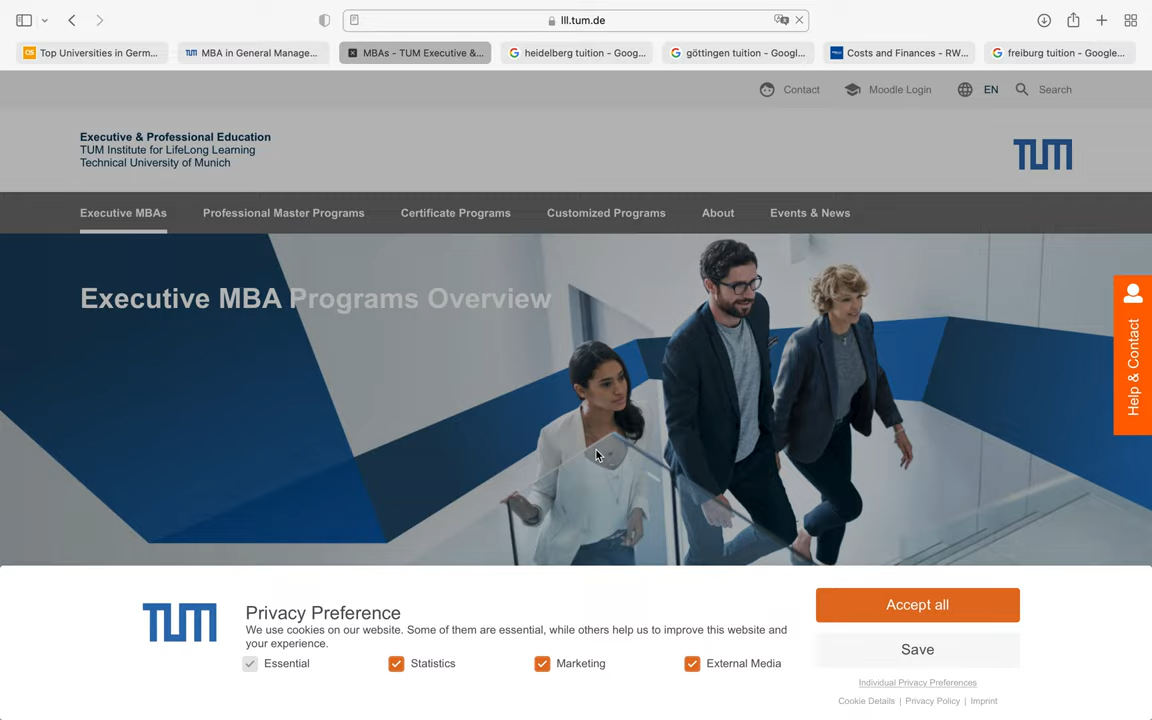 lll.tum.de
Top Universities in Germ...
MBA in General Manage...
MBAs - TUM Executive &...
heidelberg tuition - Goog...
göttingen tuition - Googl...
Costs and Finances - RW...
freiburg tuition - Google...
Contact
Moodle Login
EN
Search
Executive & Professional Education
TUM Institute for LifeLong Learning
Technical University of Munich
TUM
Executive MBAs
Professional Master Programs
Certificate Programs
Customized Programs
About
Events & News
Executive MBA Programs Overview
Help & Contact
TUM
Privacy Preference
We use cookies on our website. Some of them are essential, while others help us to improve this website and
your experience.
Essential
Statistics
Marketing
External Media
Accept all
Save
Individual Privacy Preferences
Cookie Details | Privacy Policy | Imprint